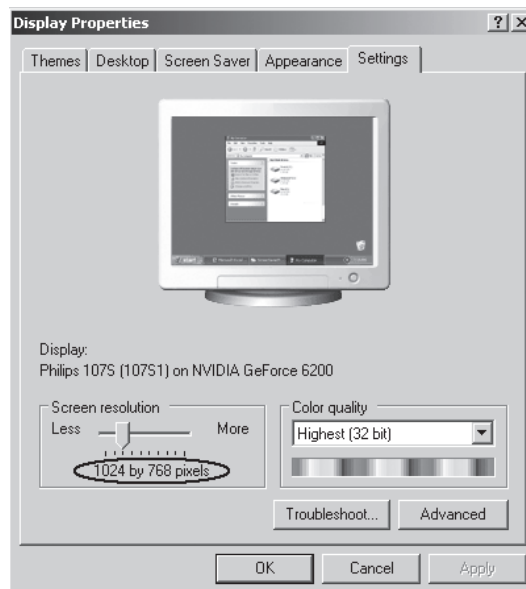 Display Properties
? X
Themes Desktop Screen Saver Appearance Settings
Display:
Philips 107S (107S1) on NVIDIA GeForce 6200
Screen resolution Color quality
Less More Highest (32 bit)
1024 by 768 pixels
Troubleshoot... Advanced
OK Cancel Apply